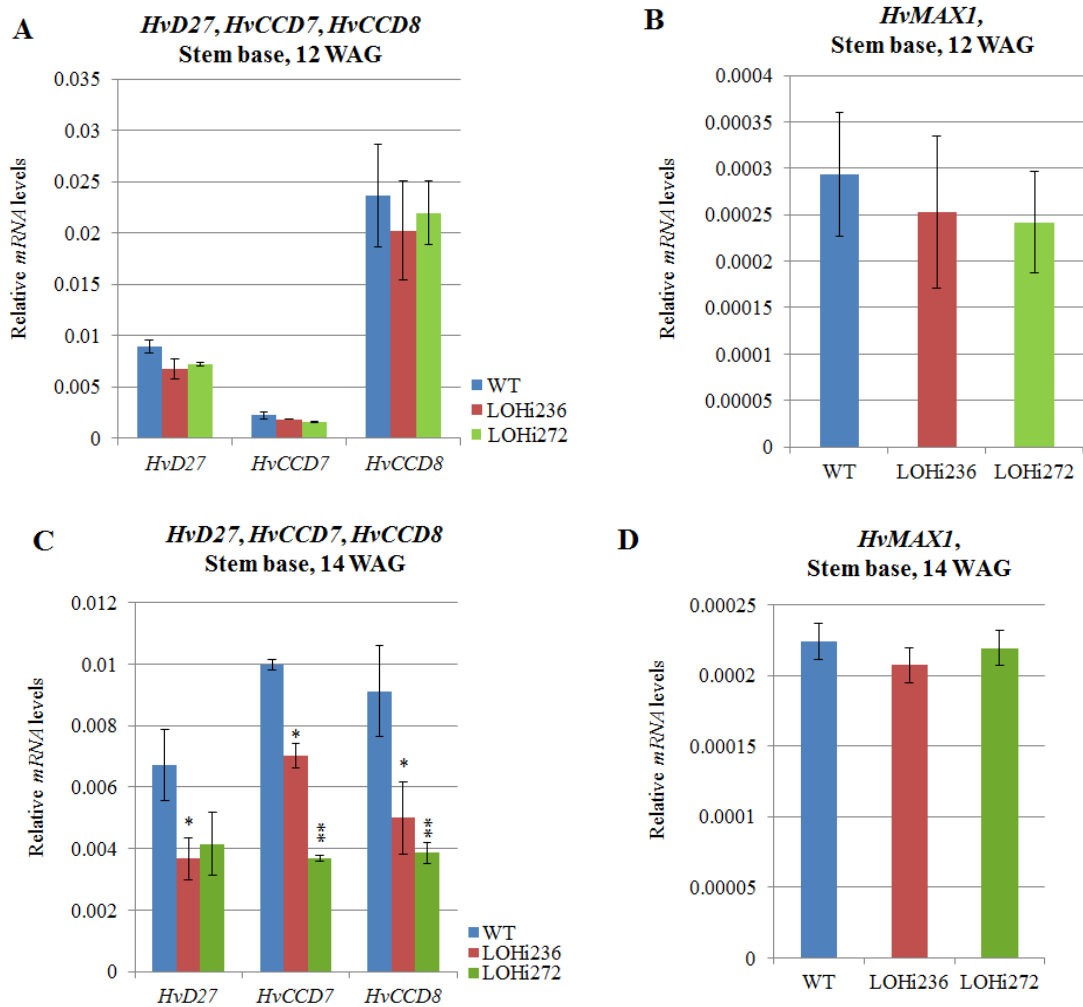 A
HvD27, HvCCD7, HvCCD8
Stem base, 12 WAG
Relative mRNA levels
0.035
0.03
0.025
0.02
0.015
0.01
0.005
0
HvD27
HvCCD7
HvCCD8
WT
LOHi236
LOHi272
B
HvMAX1,
Stem base, 12 WAG
Relative mRNA levels
0.0004
0.00035
0.0003
0.00025
0.0002
0.00015
0.0001
0.00005
0
WT
LOHi236
LOHi272
C
HvD27, HvCCD7, HvCCD8
Stem base, 14 WAG
Relative mRNA levels
0.012
0.01
0.008
0.006
0.004
0.002
0
*
*
**
*
**
HvD27
HvCCD7
HvCCD8
WT
LOHi236
LOHi272
D
HvMAX1,
Stem base, 14 WAG
Relative mRNA levels
0.00025
0.0002
0.00015
0.0001
0.00005
0
WT
LOHi236
LOHi272